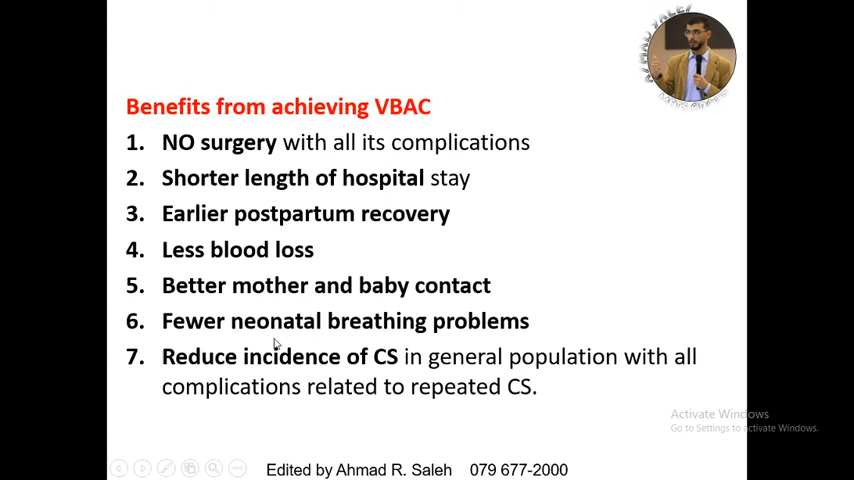 Benefits from achieving VBAC
1. NO surgery with all its complications
2. Shorter length of hospital stay
3. Earlier postpartum recovery
4. Less blood loss
5. Better mother and baby contact
6. Fewer neonatal breathing problems
7. Reduce incidence of CS in general population with all
complications related to repeated CS.
Activate Windows
Go to Settings to activate Windows.
Edited by Ahmad R. Saleh 079 677-2000